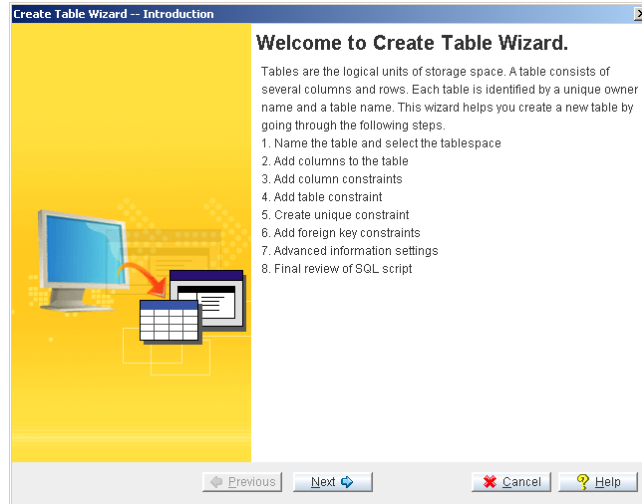 Create Table Wizard -- Introduction
Welcome to Create Table Wizard.
Tables are the logical units of storage space. A table consists of
several columns and rows. Each table is identified by a unique owner
name and a table name. This wizard helps you create a new table by
going through the following steps.
1. Name the table and select the tablespace
2. Add columns to the table
3. Add column constraints
4. Add table constraint
5. Create unique constraint
6. Add foreign key constraints
7. Advanced information settings
8. Final review of SQL script
Previous Next Cancel Help